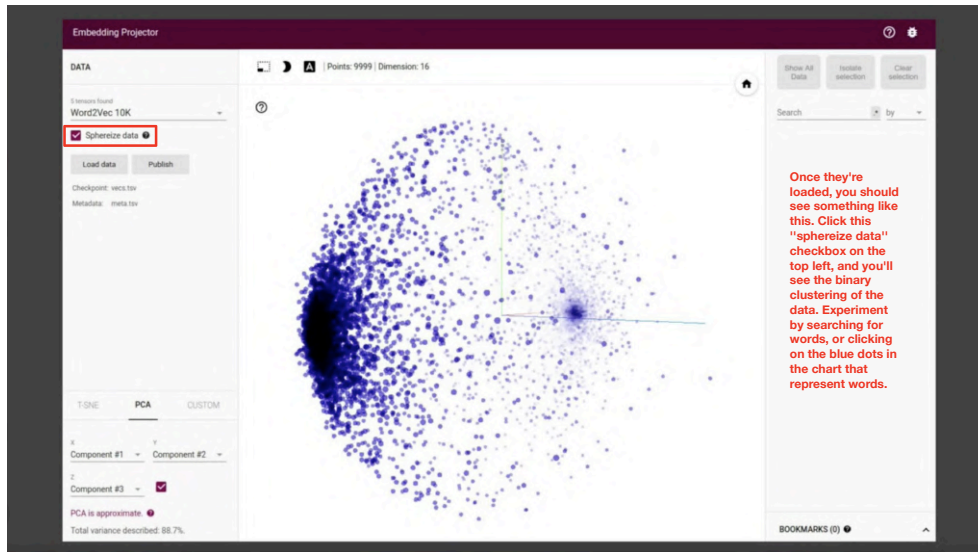 Embedding Projector
DATA
Points: 9999 | Dimension: 16
Show All Data
Isolate selection
Clear selection
5 tensors found
Word2Vec 10K
Search
by
Sphereize data
Load data
Publish
Checkpoint: vecs.tsv
Metadata: meta.tsv
Once they're
loaded, you should
see something like
this. Click this
"sphereize data"
checkbox on the
top left, and you'll
see the binary
clustering of the
data. Experiment
by searching for
words, or clicking
on the blue dots in
the chart that
represent words.
T-SNE
PCA
CUSTOM
X
Component #1
Y
Component #2
Z
Component #3
PCA is approximate.
Total variance described: 88.7%.
BOOKMARKS (0)